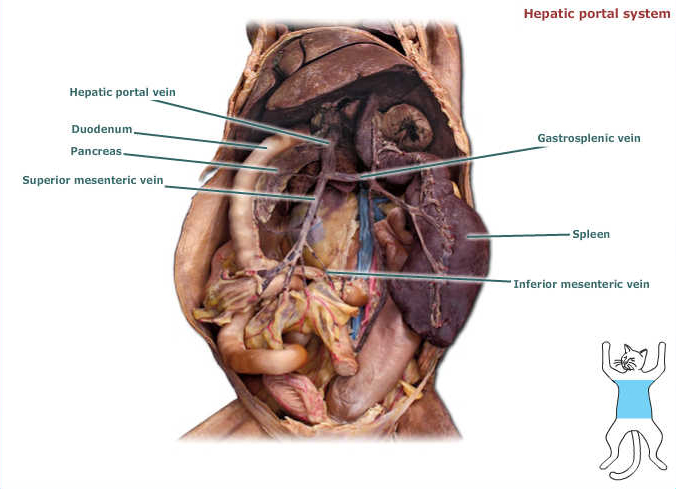 Hepatic portal system
Hepatic portal vein
Duodenum
Pancreas
Superior mesenteric vein
Gastrosplenic vein
Spleen
Inferior mesenteric vein